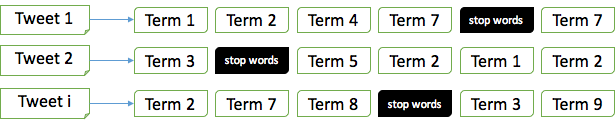 Tweet 1 Term 1 Term 2 Term 4 Term 7 stop words Term 7
Tweet 2 Term 3 stop words Term 5 Term 2 Term 1 Term 2
Tweet i Term 2 Term 7 Term 8 stop words Term 3 Term 9